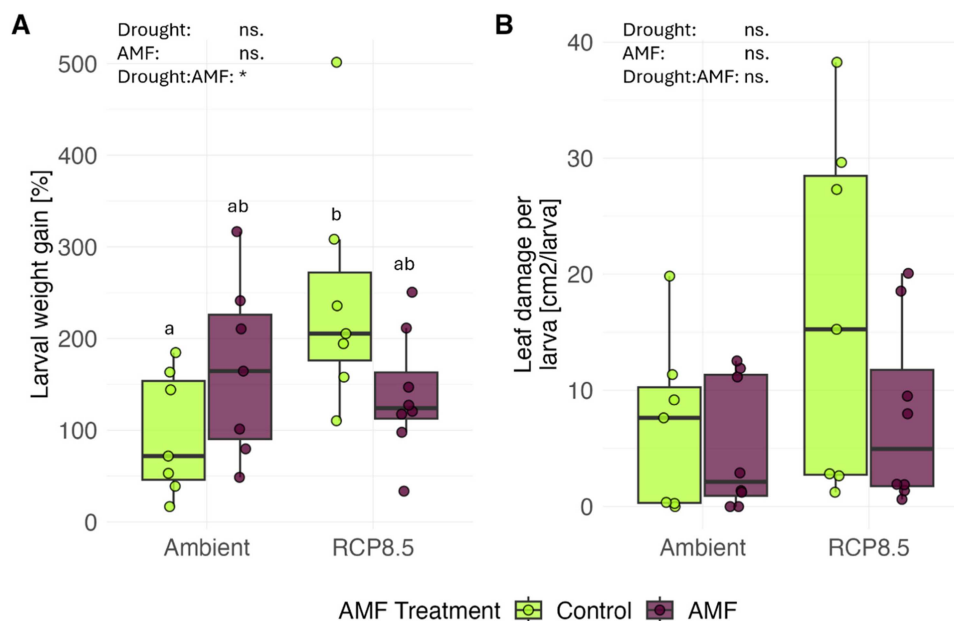 A
Drought: ns.
AMF: ns.
Drought:AMF: *
Larval weight gain [%]
500
400
300
200
100
0
a
ab
b
ab
Ambient
RCP8.5
B
Drought: ns.
AMF: ns.
Drought:AMF: ns.
Leaf damage per
larva [cm2/larva]
40
30
20
10
0
Ambient
RCP8.5
AMF Treatment Control AMF